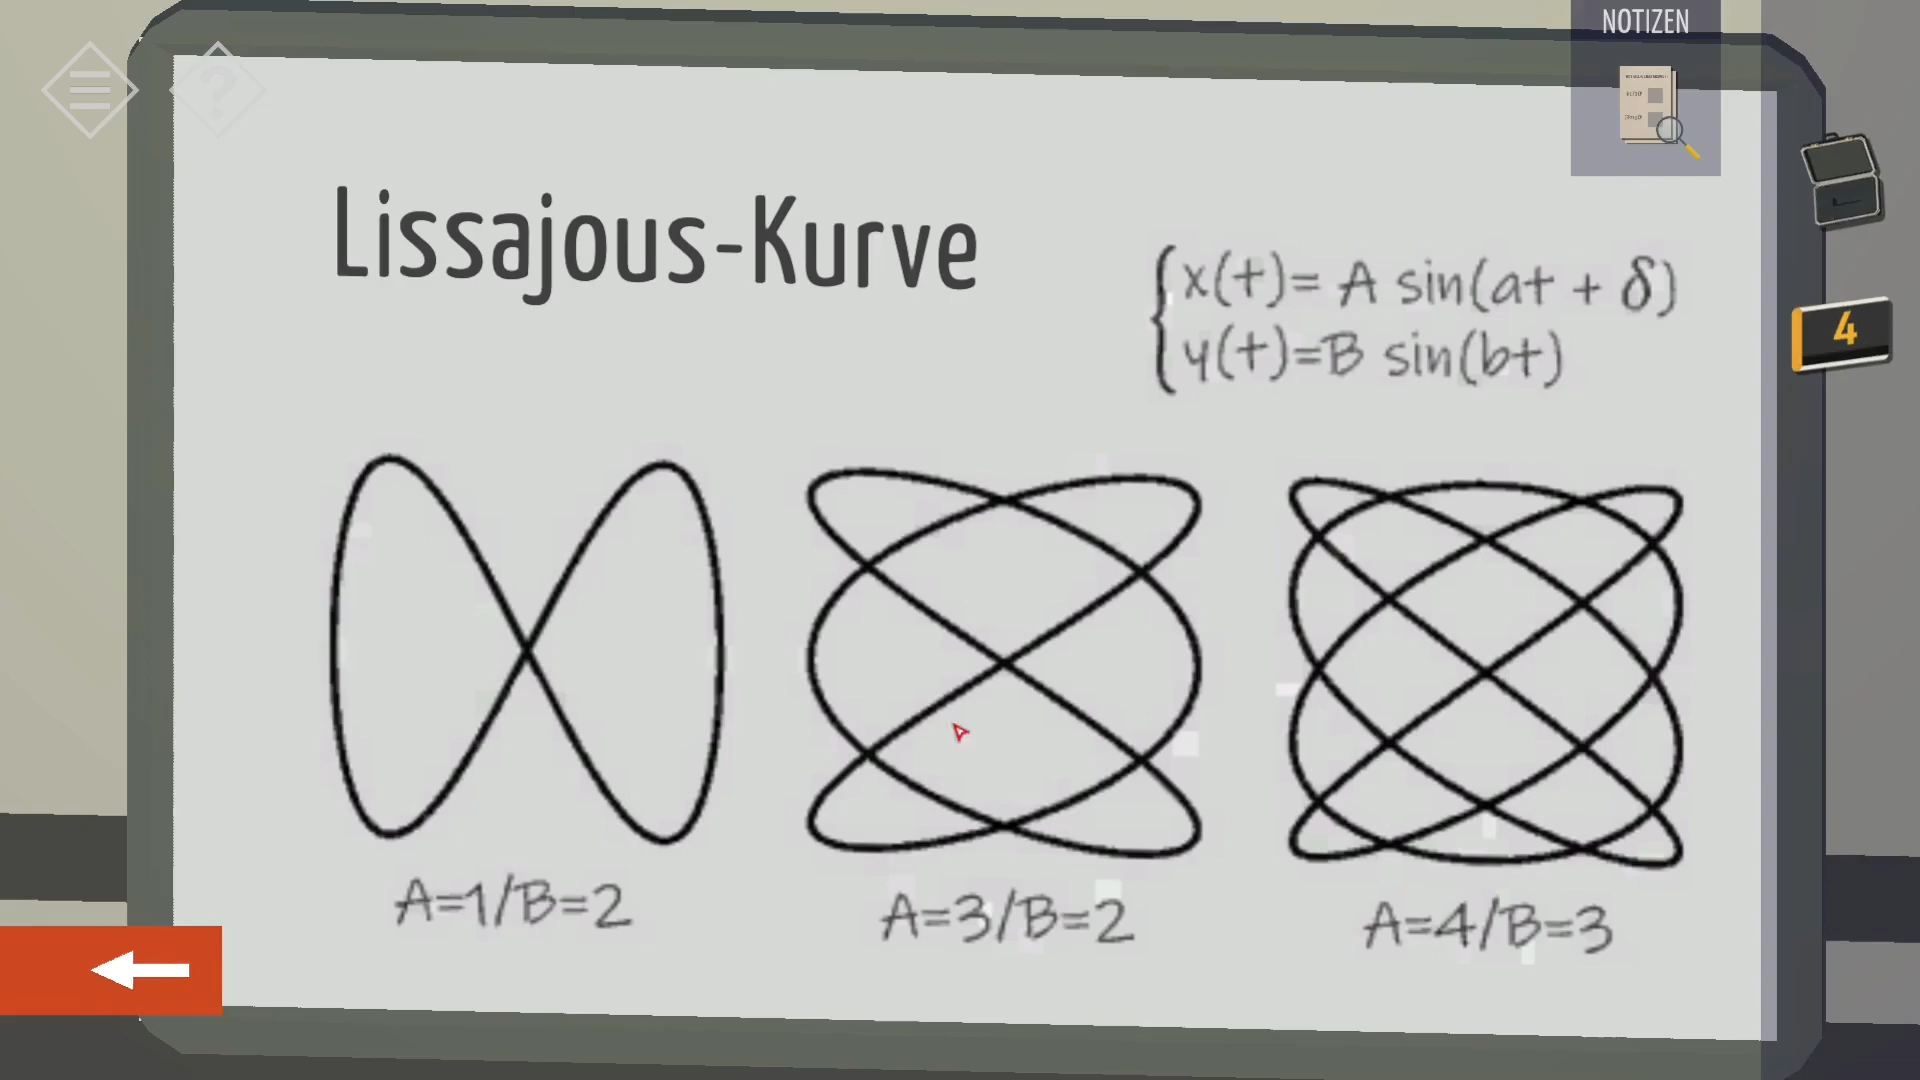 NOTIZEN
?
Lissajous-Kurve
x(t)= A sin(at + δ)
y(t)=B sin(bt)
4
A=1/B=2
A=3/B=2
A=4/B=3